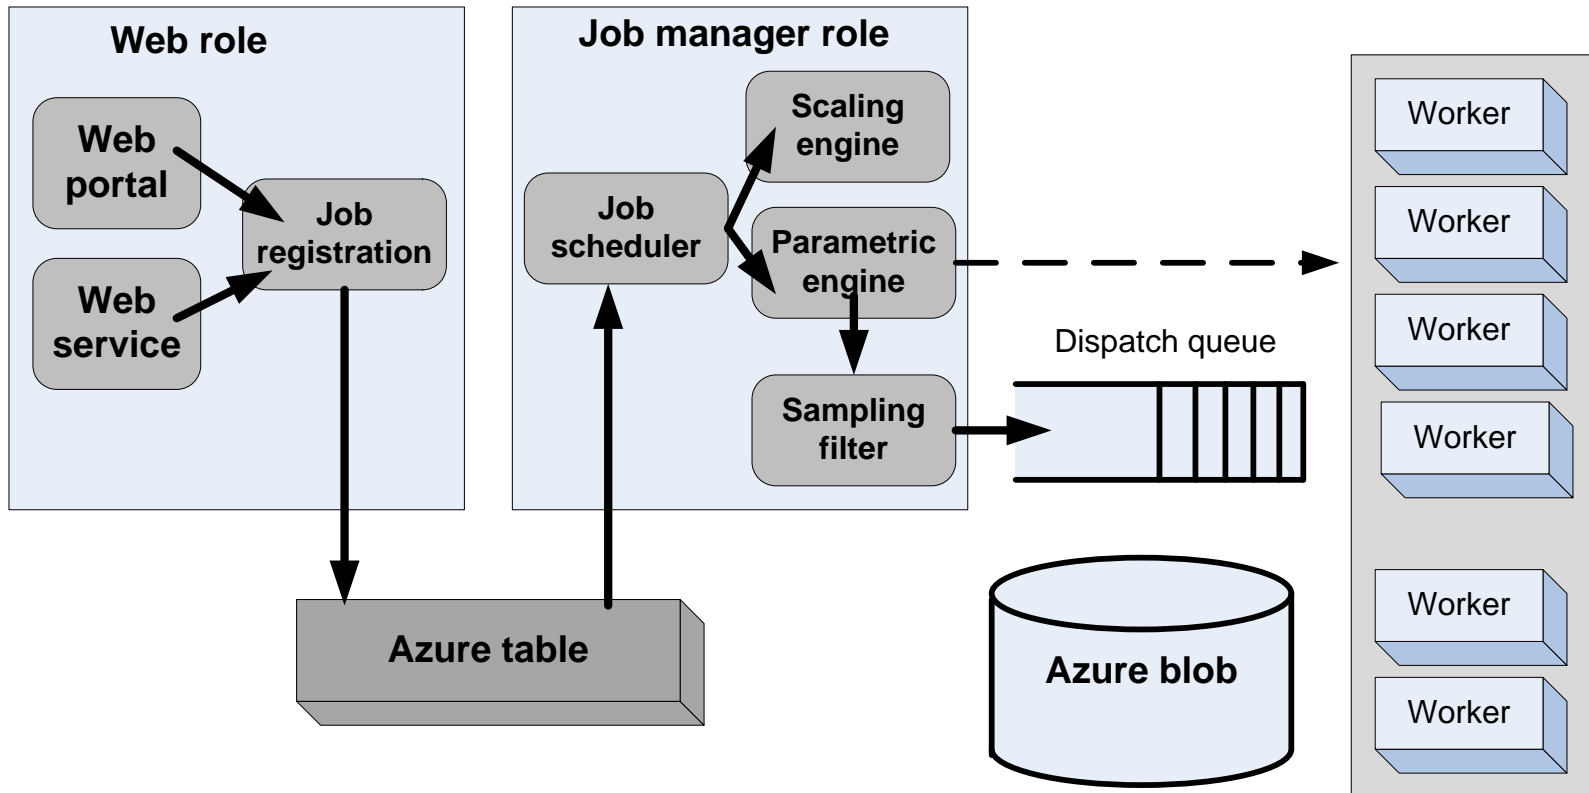 Web role
Web
portal
Web
service
Job
registration
Job manager role
Scaling
engine
Job
scheduler
Parametric
engine
Sampling
filter
Dispatch queue
Azure table
Azure blob
Worker
Worker
Worker
Worker
Worker
Worker